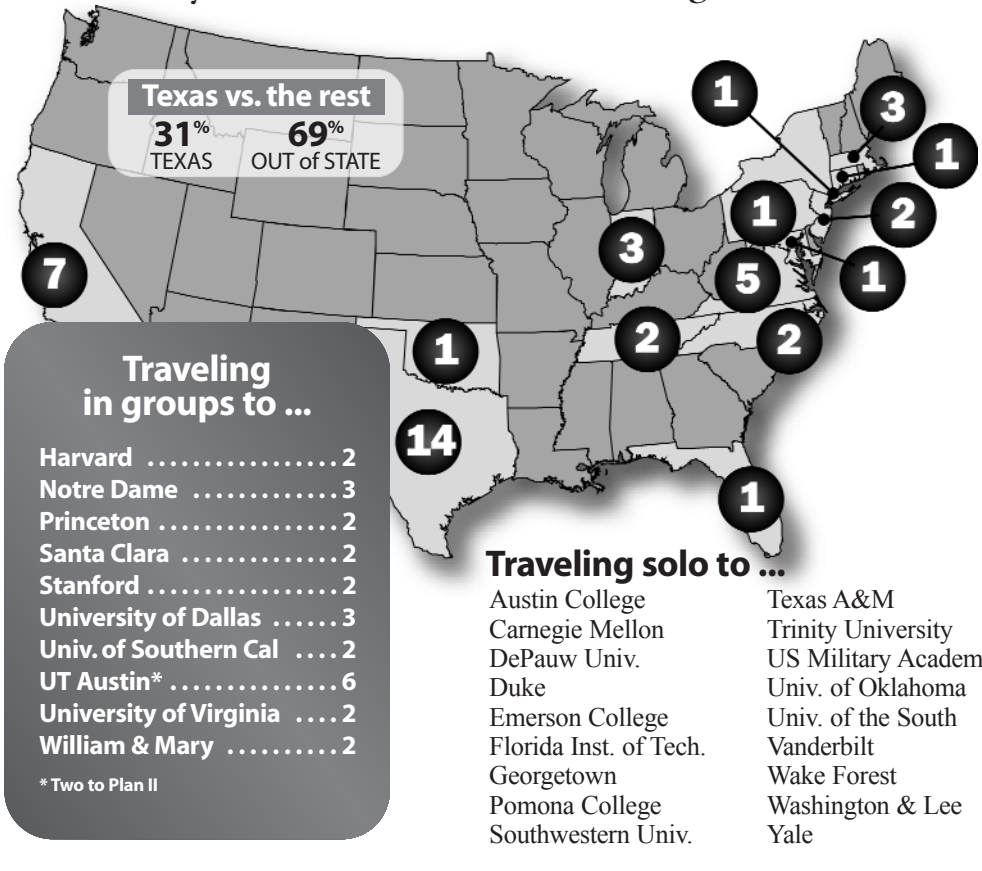 Texas vs. the rest
31% 69%
TEXAS OUT of STATE
1
3
1
1
2
3
7
5
1
2
2
1
14
1
Traveling
in groups to ...
Harvard ................. 2
Notre Dame ............. 3
Princeton ................ 2
Santa Clara .............. 2
Stanford .................. 2
University of Dallas ...... 3
Univ. of Southern Cal .... 2
UT Austin* ................ 6
University of Virginia .... 2
William & Mary .......... 2
* Two to Plan II
Traveling solo to ...
Austin College
Carnegie Mellon
DePauw Univ.
Duke
Emerson College
Florida Inst. of Tech.
Georgetown
Pomona College
Southwestern Univ.
Texas A&M
Trinity University
US Military Academ
Univ. of Oklahoma
Univ. of the South
Vanderbilt
Wake Forest
Washington & Lee
Yale